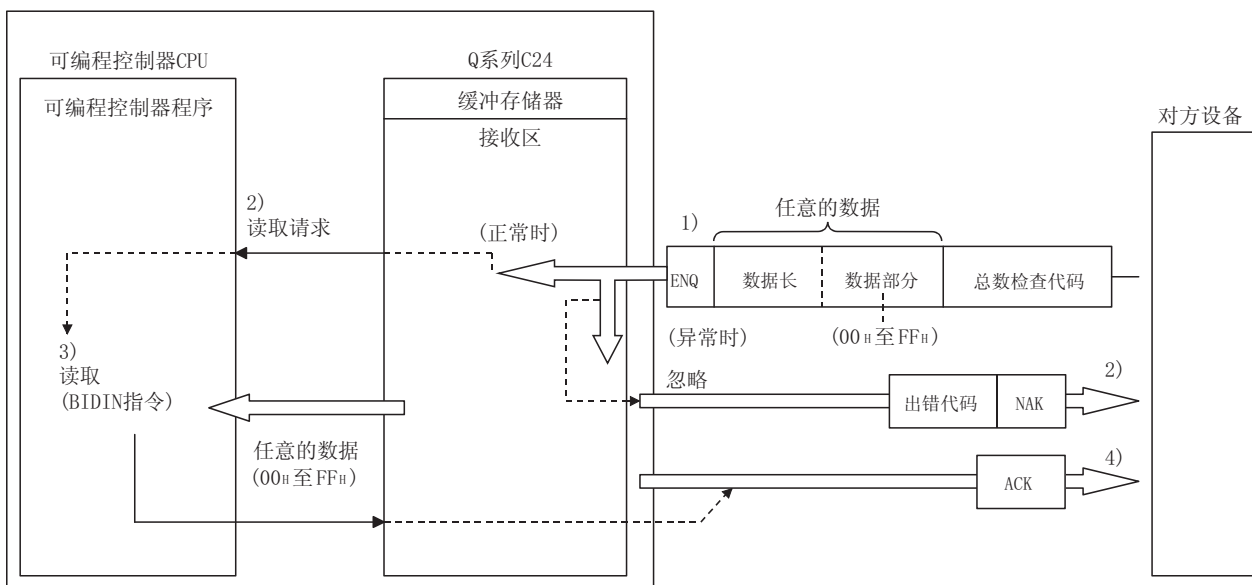 可编程控制器CPU
Q系列C24
可编程控制器程序
缓冲存储器
接收区
对方设备
2)
读取请求
(正常时)
1)
任意的数据
ENQ
数据长
数据部分
总数检查代码
(异常时)
(00H至FFH)
3)
读取
(BIDIN指令)
忽略
出错代码
NAK
2)
任意的数据
(00H至FFH)
ACK
4)